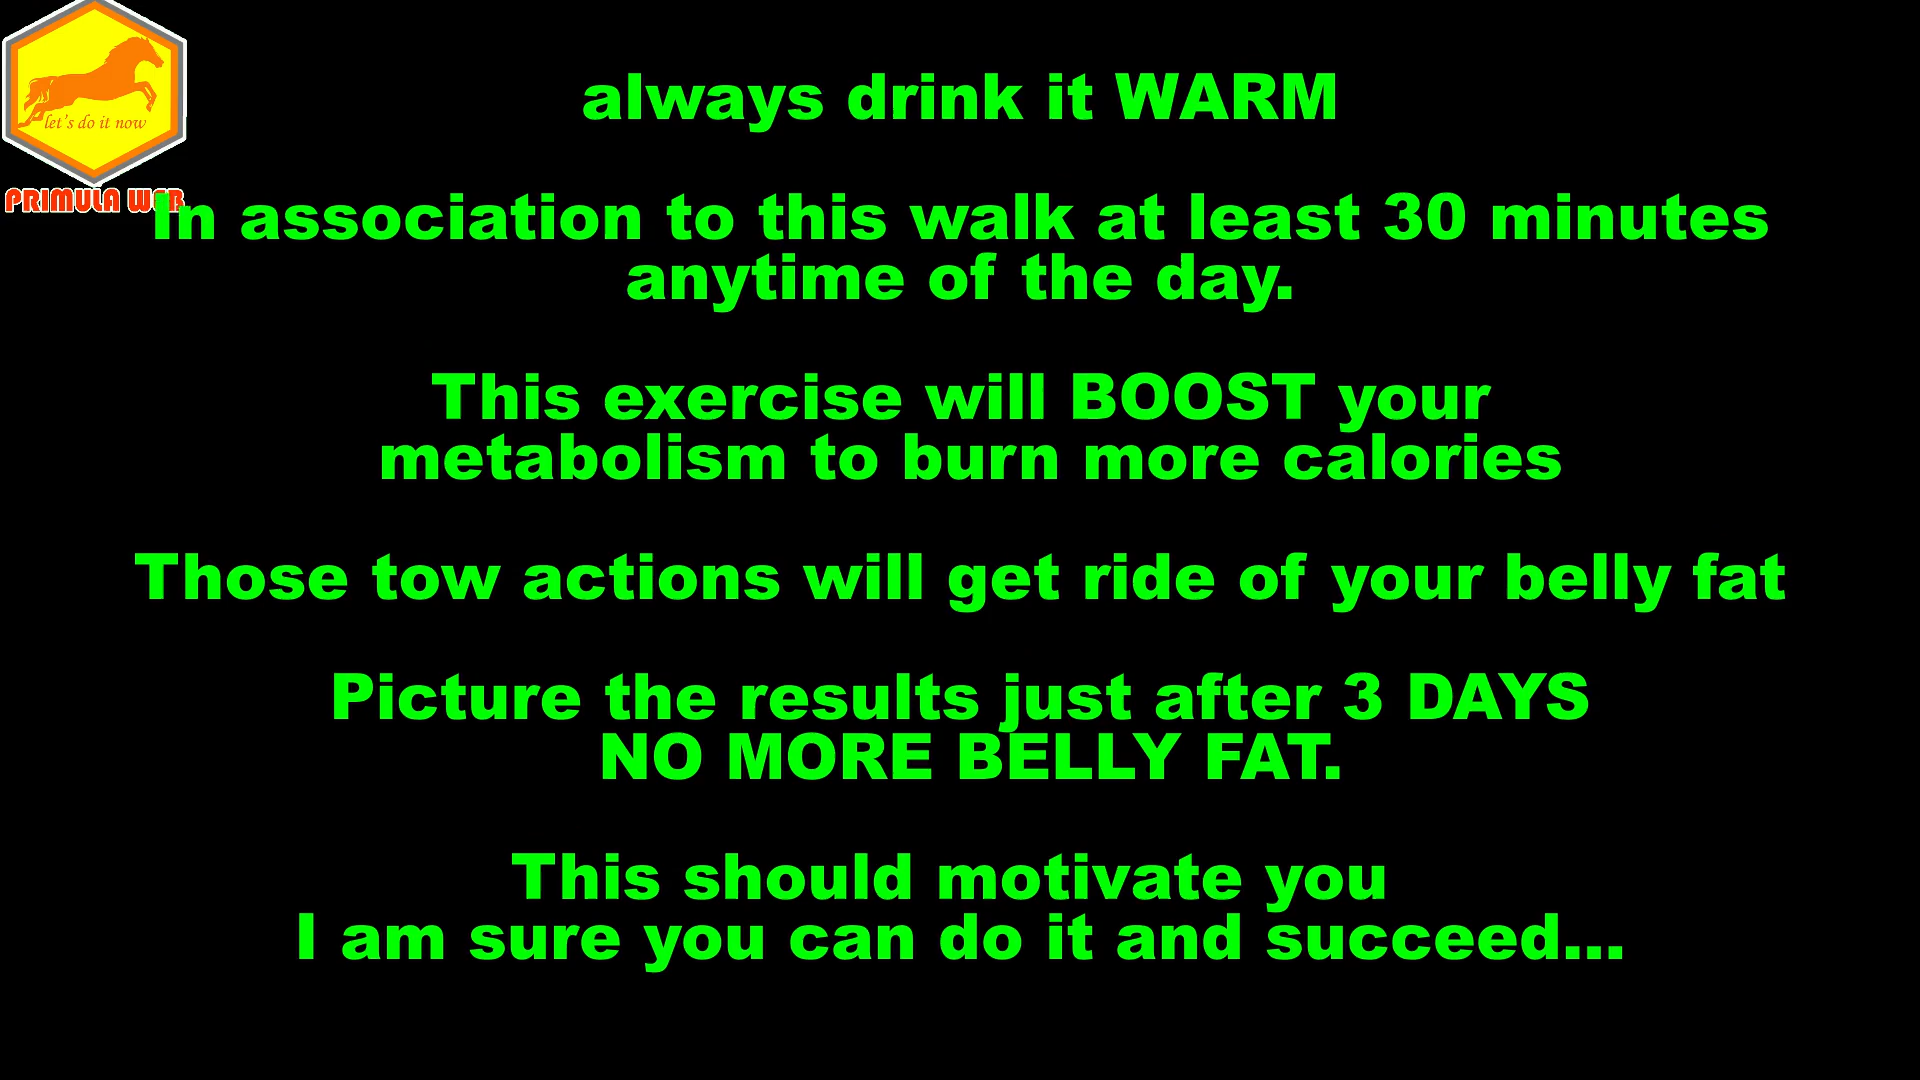 let's do it now
PRIMULA WEB
always drink it WARM
In association to this walk at least 30 minutes
anytime of the day.
This exercise will BOOST your
metabolism to burn more calories
Those tow actions will get ride of your belly fat
Picture the results just after 3 DAYS
NO MORE BELLY FAT.
This should motivate you
I am sure you can do it and succeed...